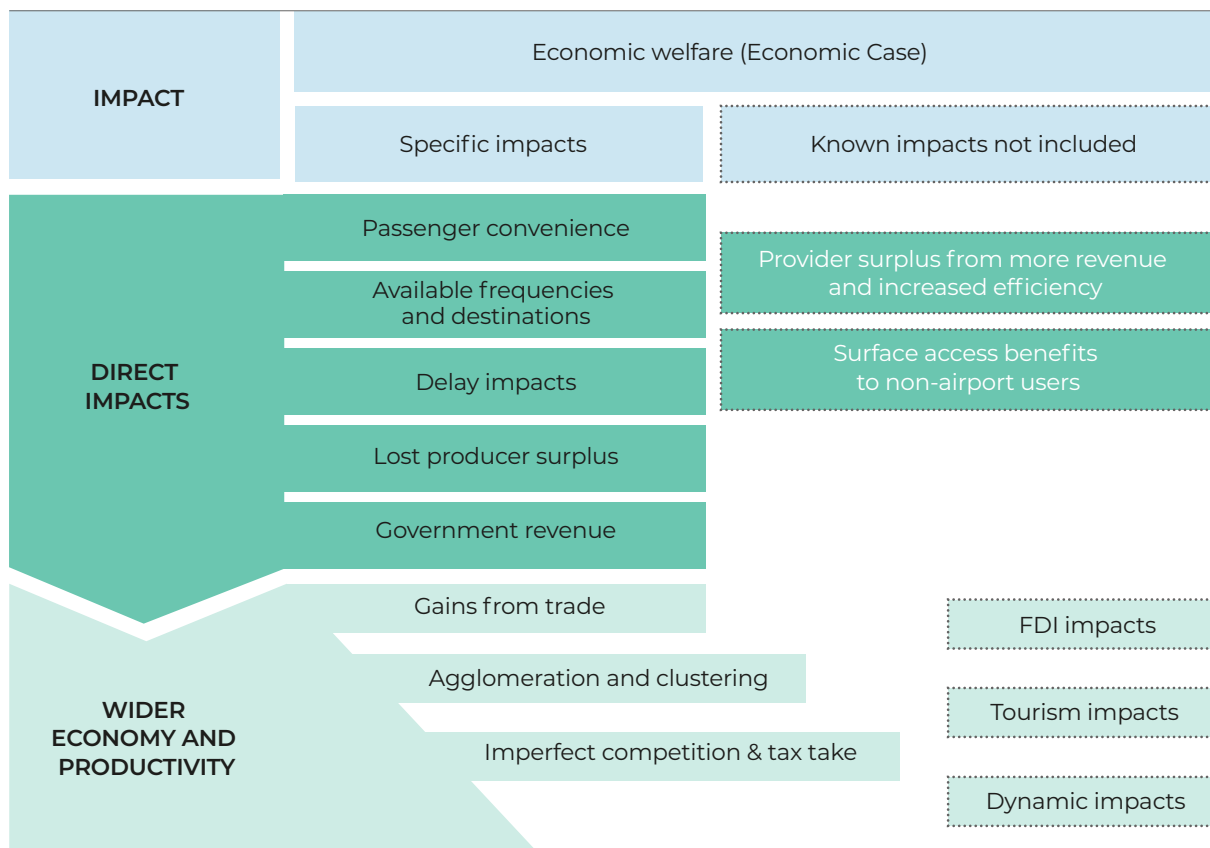 IMPACT
Economic welfare (Economic Case)
Specific impacts
Known impacts not included
DIRECT
IMPACTS
Passenger convenience
Available frequencies
and destinations
Delay impacts
Lost producer surplus
Government revenue
Provider surplus from more revenue
and increased efficiency
Surface access benefits
to non-airport users
WIDER
ECONOMY AND
PRODUCTIVITY
Gains from trade
Agglomeration and clustering
Imperfect competition & tax take
FDI impacts
Tourism impacts
Dynamic impacts